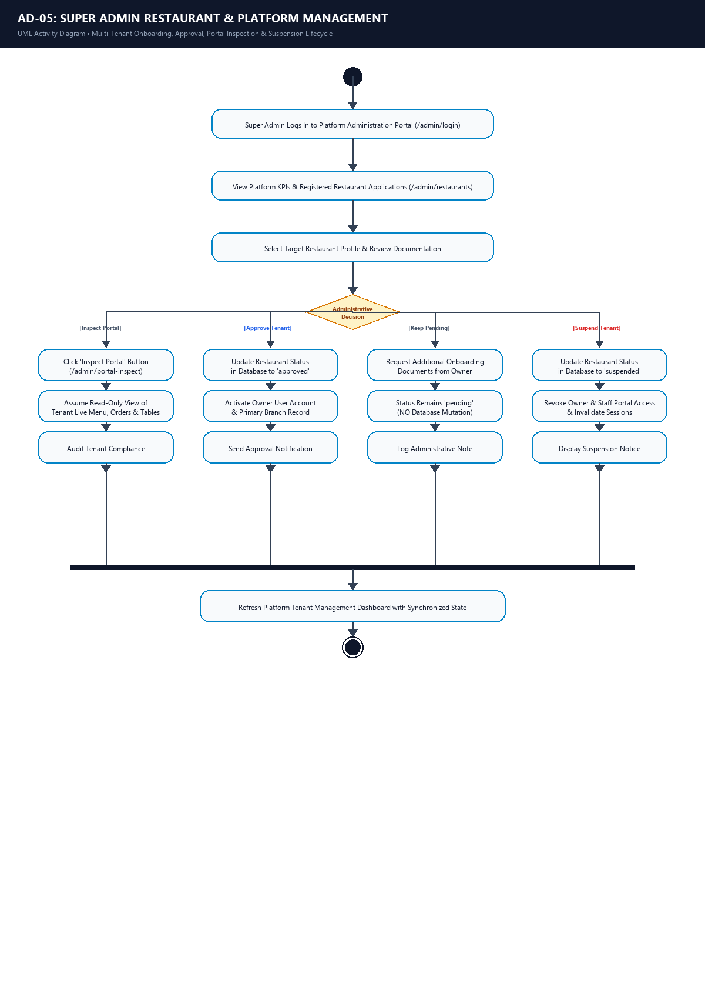 AD-05: SUPER ADMIN RESTAURANT & PLATFORM MANAGEMENT
UML Activity Diagram • Multi-Tenant Onboarding, Approval, Portal Inspection & Suspension Lifecycle
Super Admin Logs In to Platform Administration Portal (/admin/login)
View Platform KPIs & Registered Restaurant Applications (/admin/restaurants)
Select Target Restaurant Profile & Review Documentation
Administrative
Decision
[Inspect Portal]
[Approve Tenant]
[Keep Pending]
[Suspend Tenant]
Click 'Inspect Portal' Button
(/admin/portal-inspect)
Update Restaurant Status
in Database to 'approved'
Request Additional Onboarding
Documents from Owner
Update Restaurant Status
in Database to 'suspended'
Assume Read-Only View of
Tenant Live Menu, Orders & Tables
Activate Owner User Account
& Primary Branch Record
Status Remains 'pending'
(NO Database Mutation)
Revoke Owner & Staff Portal Access
& Invalidate Sessions
Audit Tenant Compliance
Send Approval Notification
Log Administrative Note
Display Suspension Notice
Refresh Platform Tenant Management Dashboard with Synchronized State